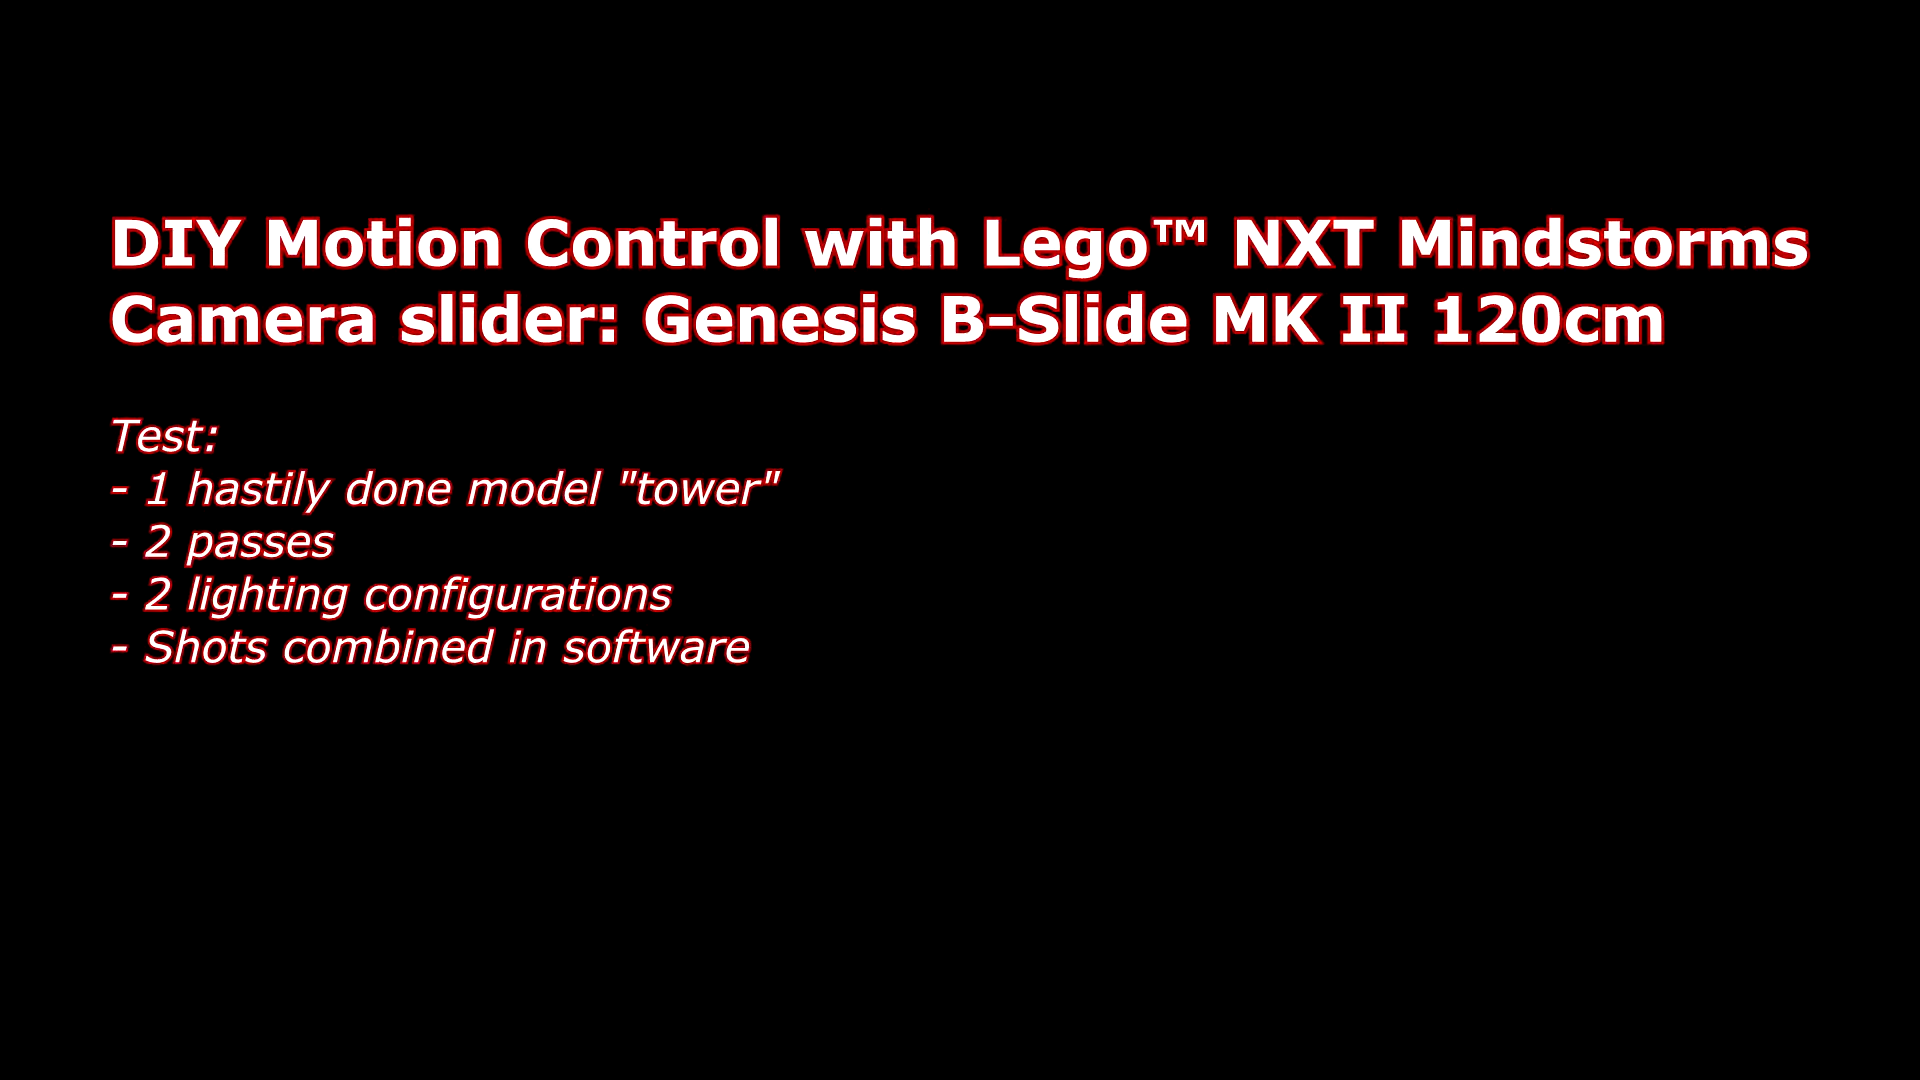 DIY Motion Control with Lego™ NXT Mindstorms
Camera slider: Genesis B-Slide MK II 120cm
Test:
- 1 hastily done model "tower"
- 2 passes
- 2 lighting configurations
- Shots combined in software